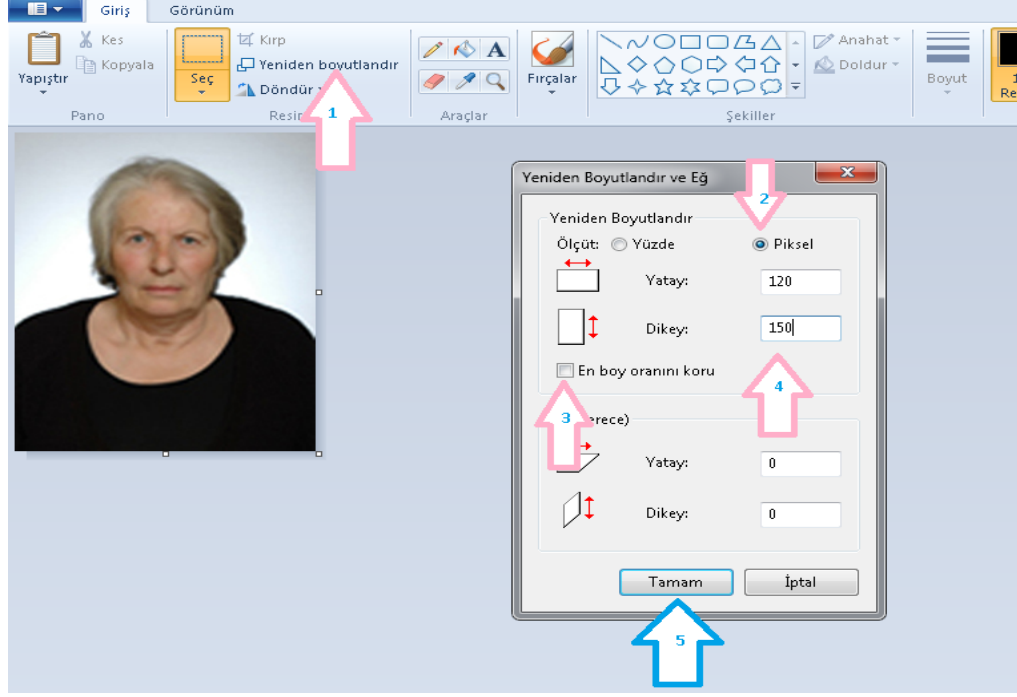 Giriş
Görünüm
Kes
Kopyala
Yapıştır
Pano
Seç
Kırp
Yeniden boyutlandır
Döndür
1
Araçlar
A
Fırçalar
Şekiller
Anahat
Doldur
Boyut
Yeniden Boyutlandır ve Eğ
2
Yeniden Boyutlandır
Ölçüt: Yüzde Piksel
Yatay: 120
Dikey: 150
En boy oranını koru
3
4
Yatay: 0
Dikey: 0
Tamam İptal
5